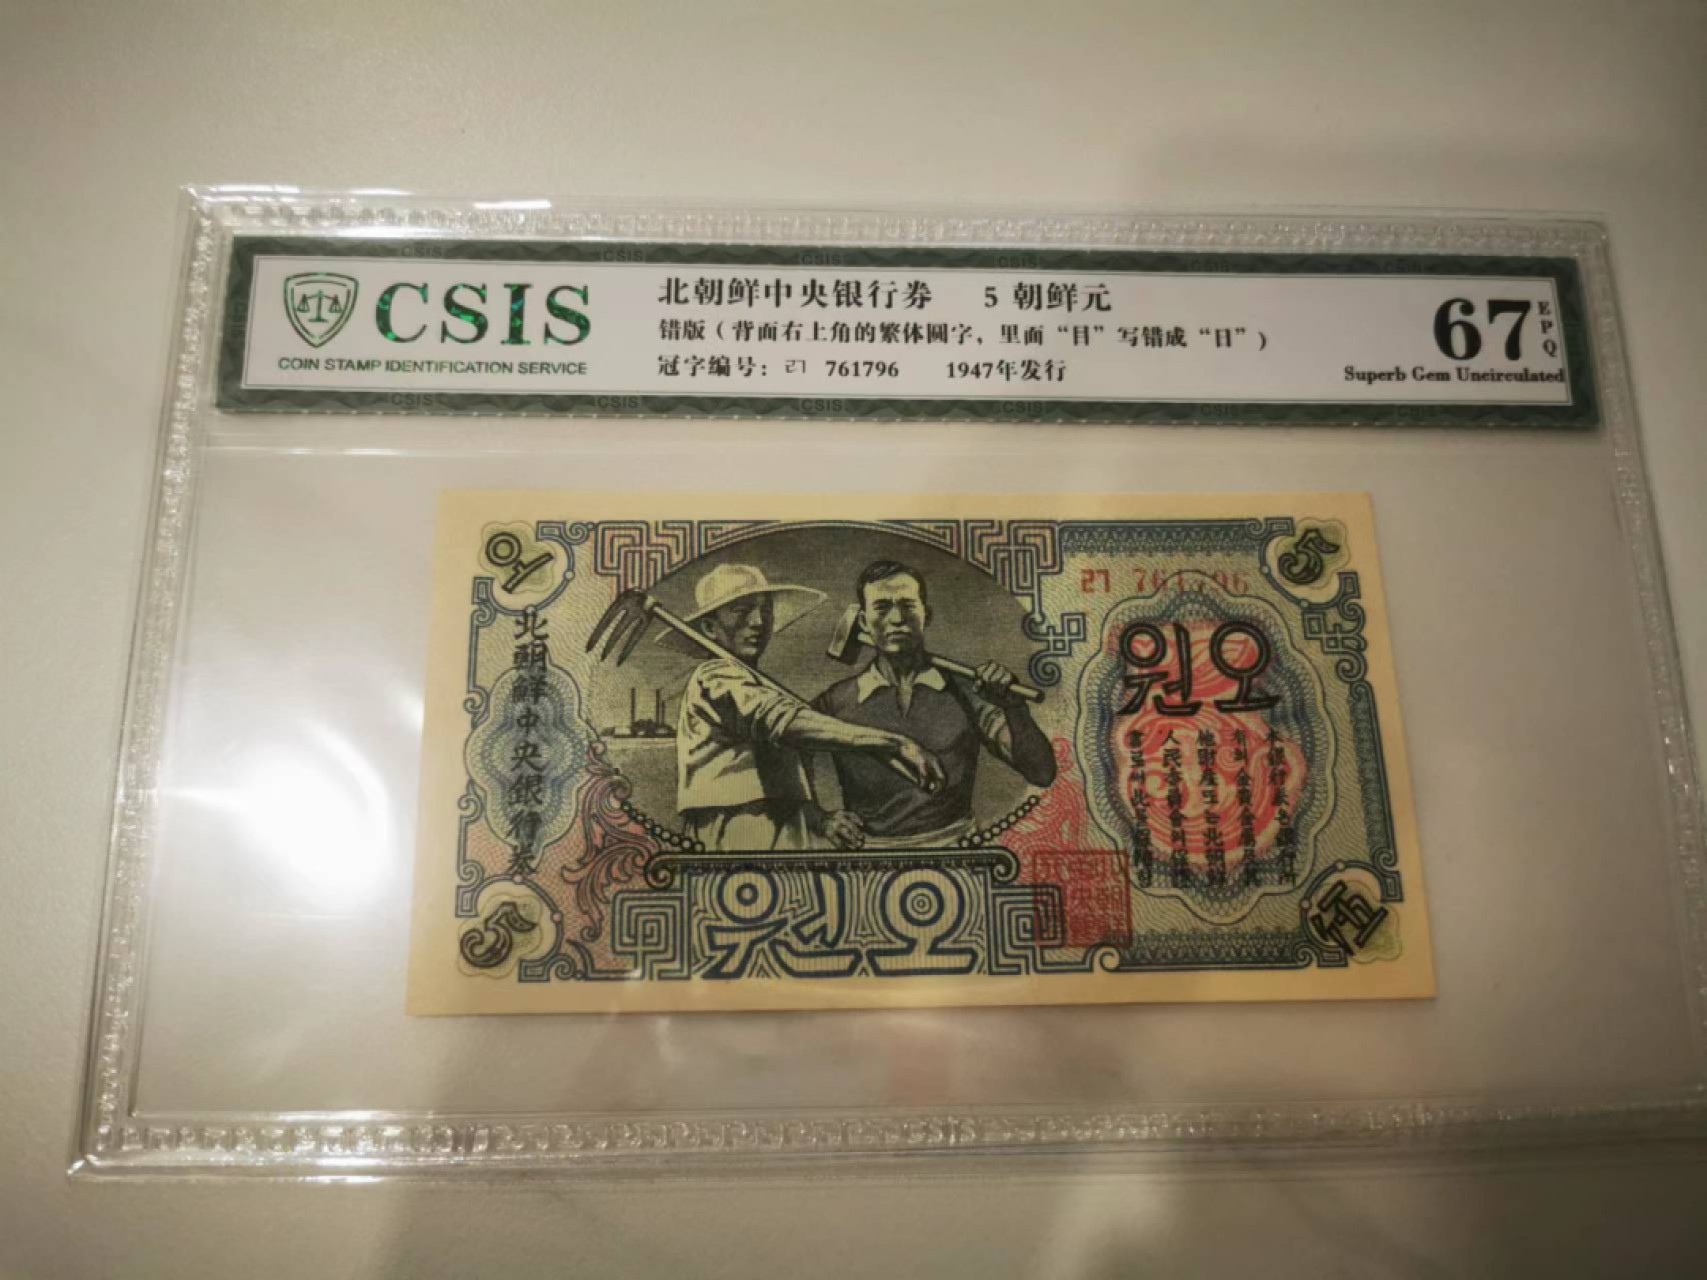 CSIS
COIN STAMP IDENTIFICATION SERVICE
北朝鲜中央银行券 5 朝鲜元
错版（背面右上角的繁体圆字，里面“目”写错成“日”）
冠字编号：ㄹㄱ 761796 1947年发行
67 EPQ
Superb Gem Uncirculated
오
5
北朝鮮中央銀行券
ㄹㄱ 761796
원오
5
원오
伍